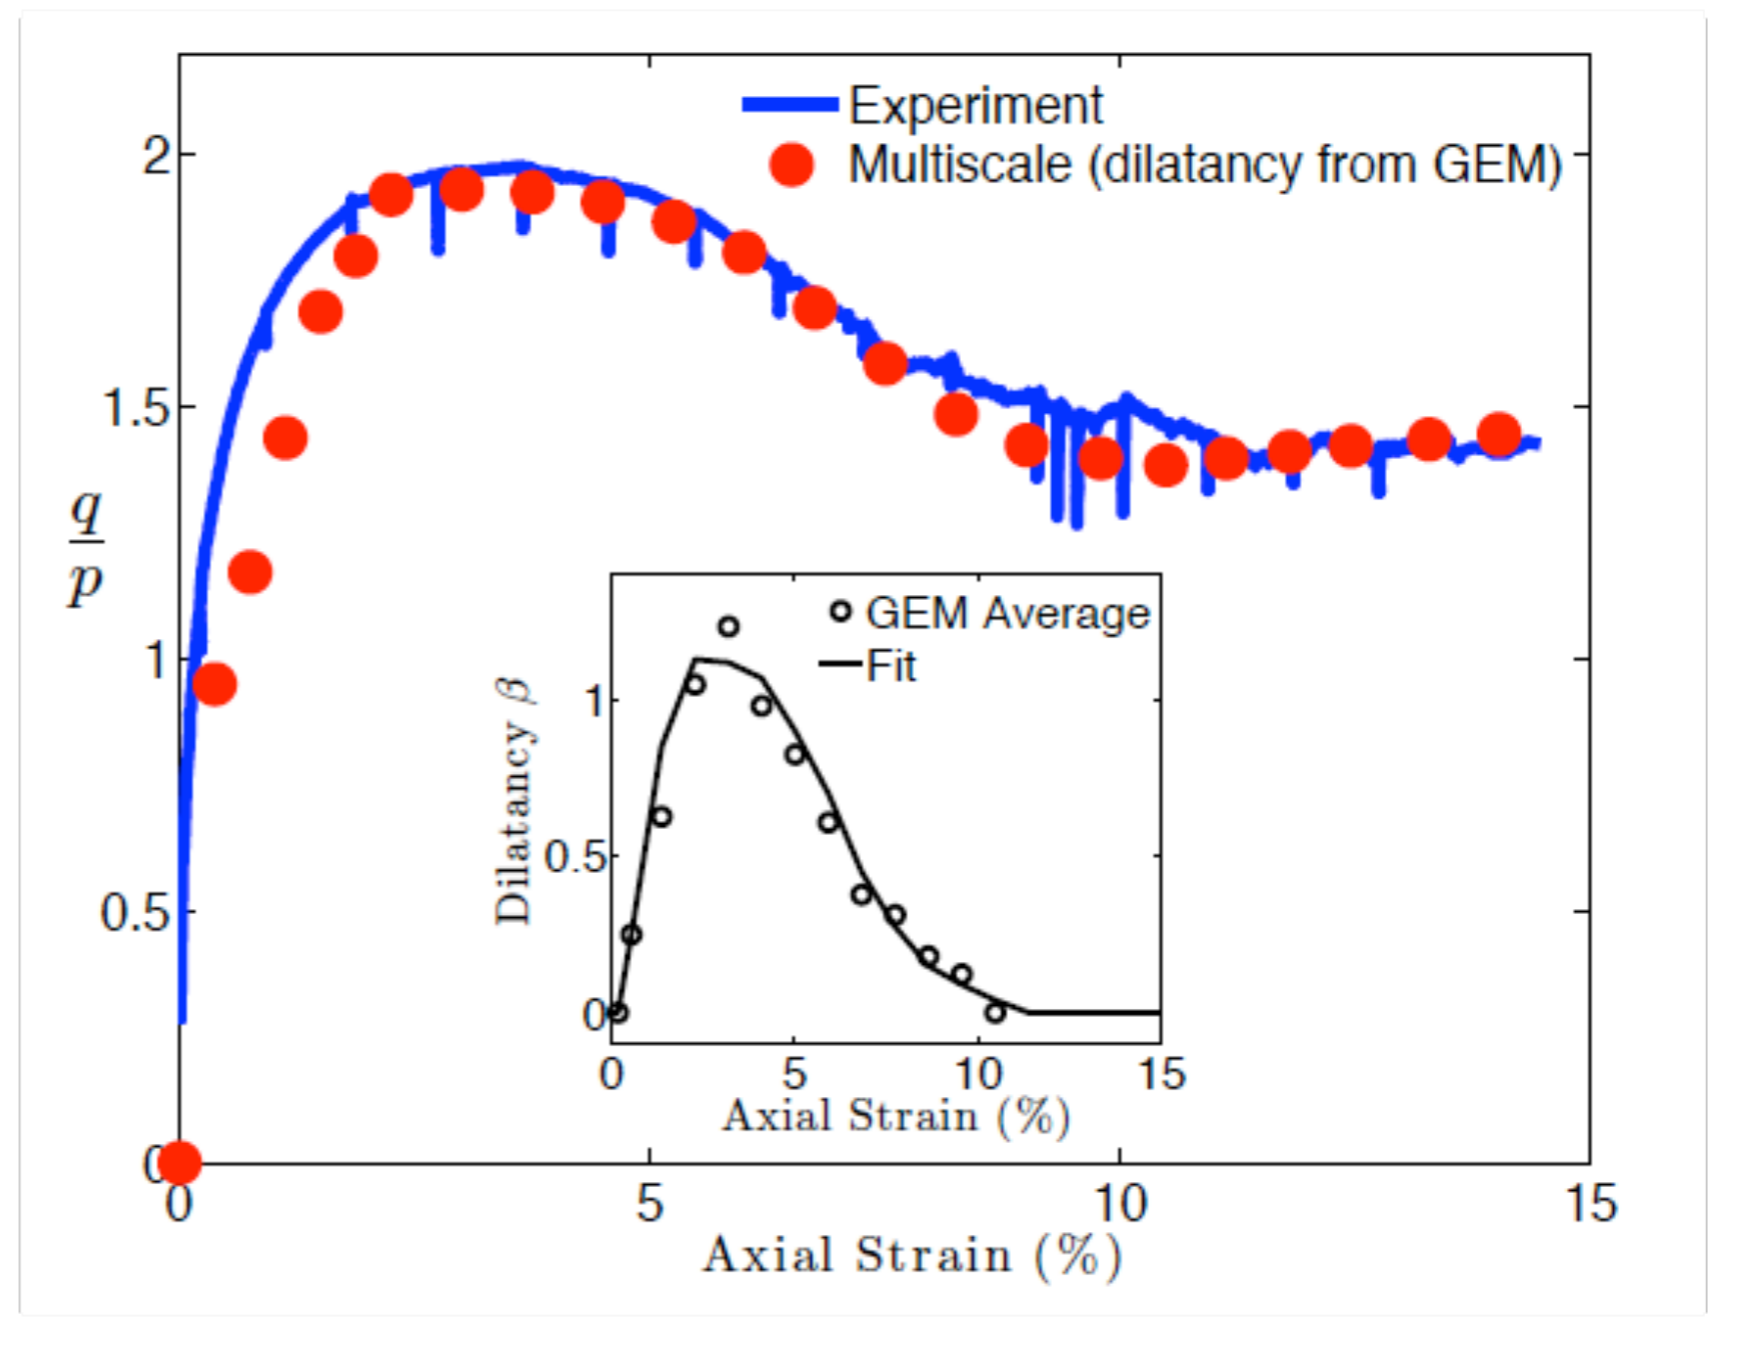 Experiment
Multiscale (dilatancy from GEM)
2
1.5
q
p
1
0.5
0
0 5 10 15
Axial Strain (%)
GEM Average
Fit
Dilatancy β
1
0.5
0
0 5 10 15
Axial Strain (%)